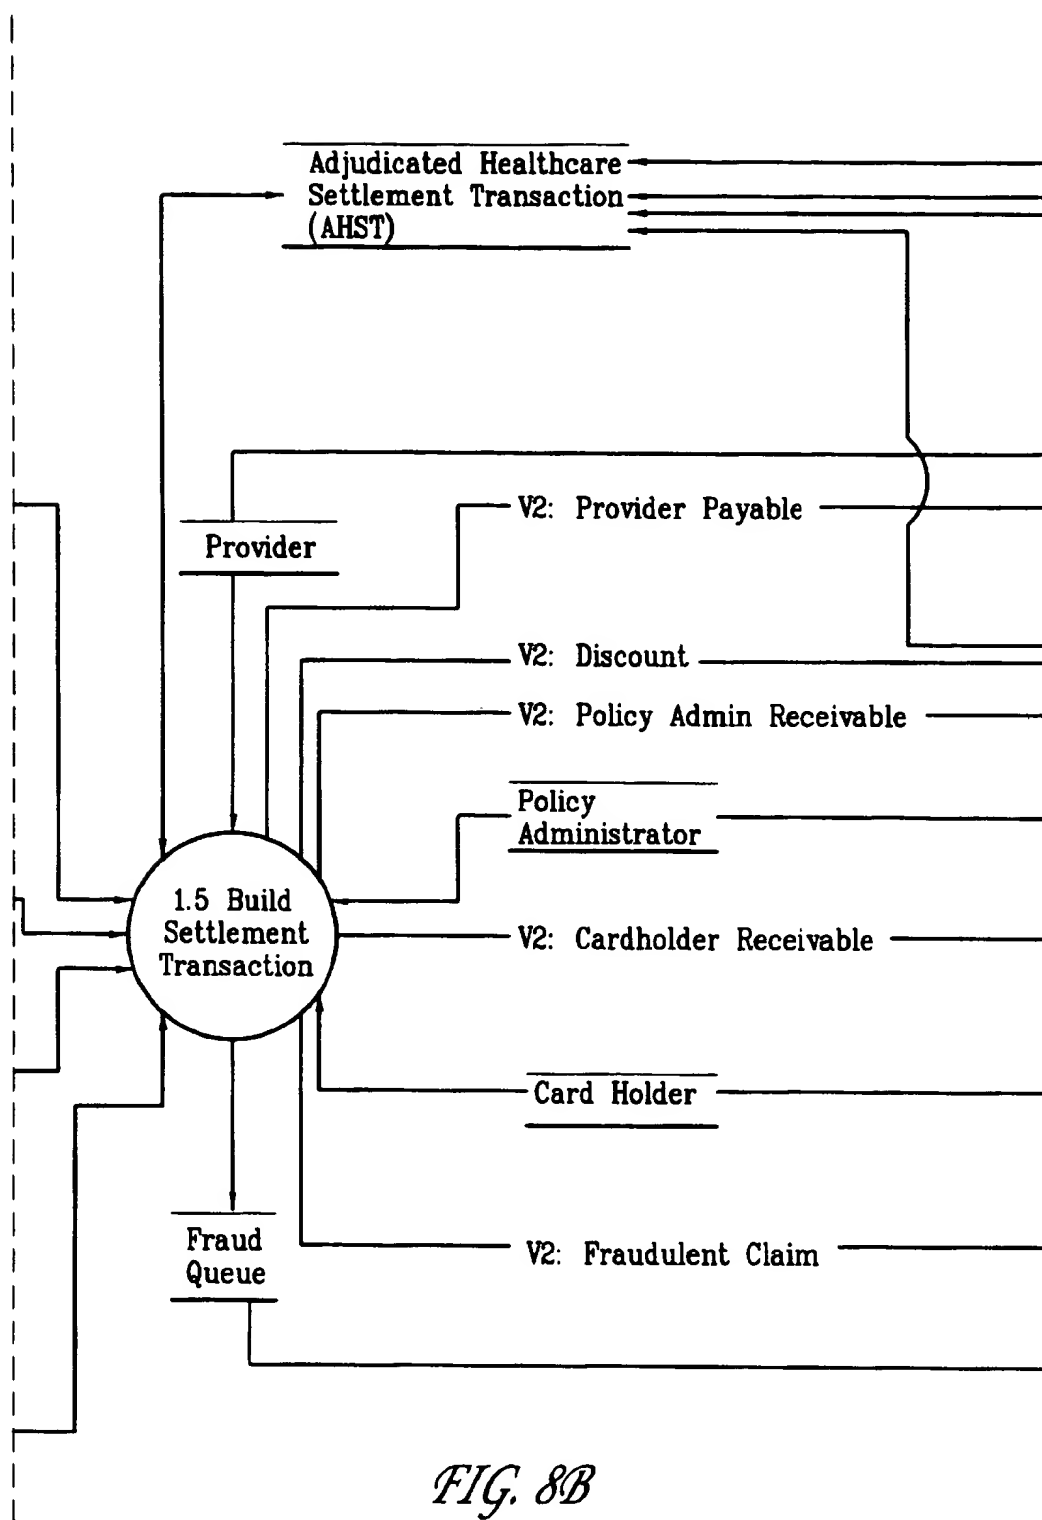 Adjudicated Healthcare
Settlement Transaction
(AHST)
V2: Provider Payable
Provider
V2: Discount
V2: Policy Admin Receivable
Policy
Administrator
1.5 Build
Settlement
Transaction
V2: Cardholder Receivable
Card Holder
Fraud
Queue
V2: Fraudulent Claim
FIG. 8B